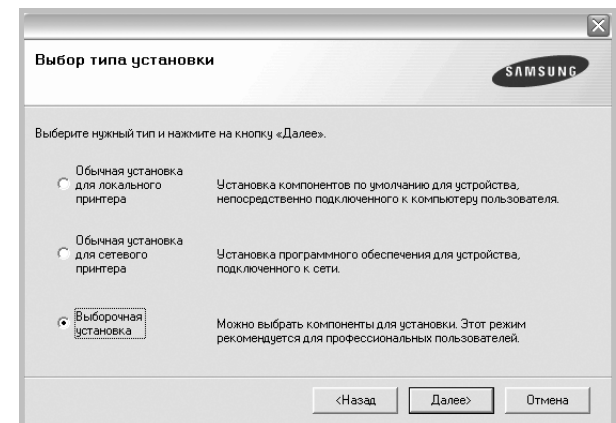 Выбор типа установки
SAMSUNG
Выберите нужный тип и нажмите на кнопку «Далее».
Обычная установка
для локального
принтера
Установка компонентов по умолчанию для устройства,
непосредственно подключенного к компьютеру пользователя.
Обычная установка
для сетевого
принтера
Установка программного обеспечения для устройства,
подключенного к сети.
Выборочная
установка
Можно выбрать компоненты для установки. Этот режим
рекомендуется для профессиональных пользователей.
<Назад
Далее>
Отмена